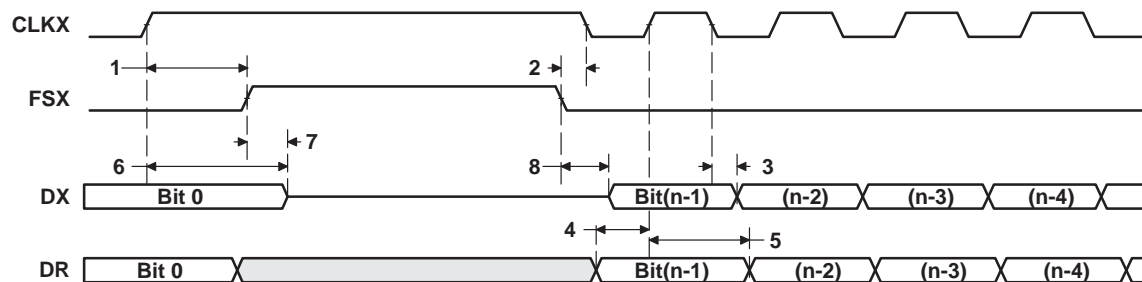 CLKX
1 2
FSX
7
6 8 3
DX Bit 0 Bit(n-1) (n-2) (n-3) (n-4)
4 5
DR Bit 0 Bit(n-1) (n-2) (n-3) (n-4)